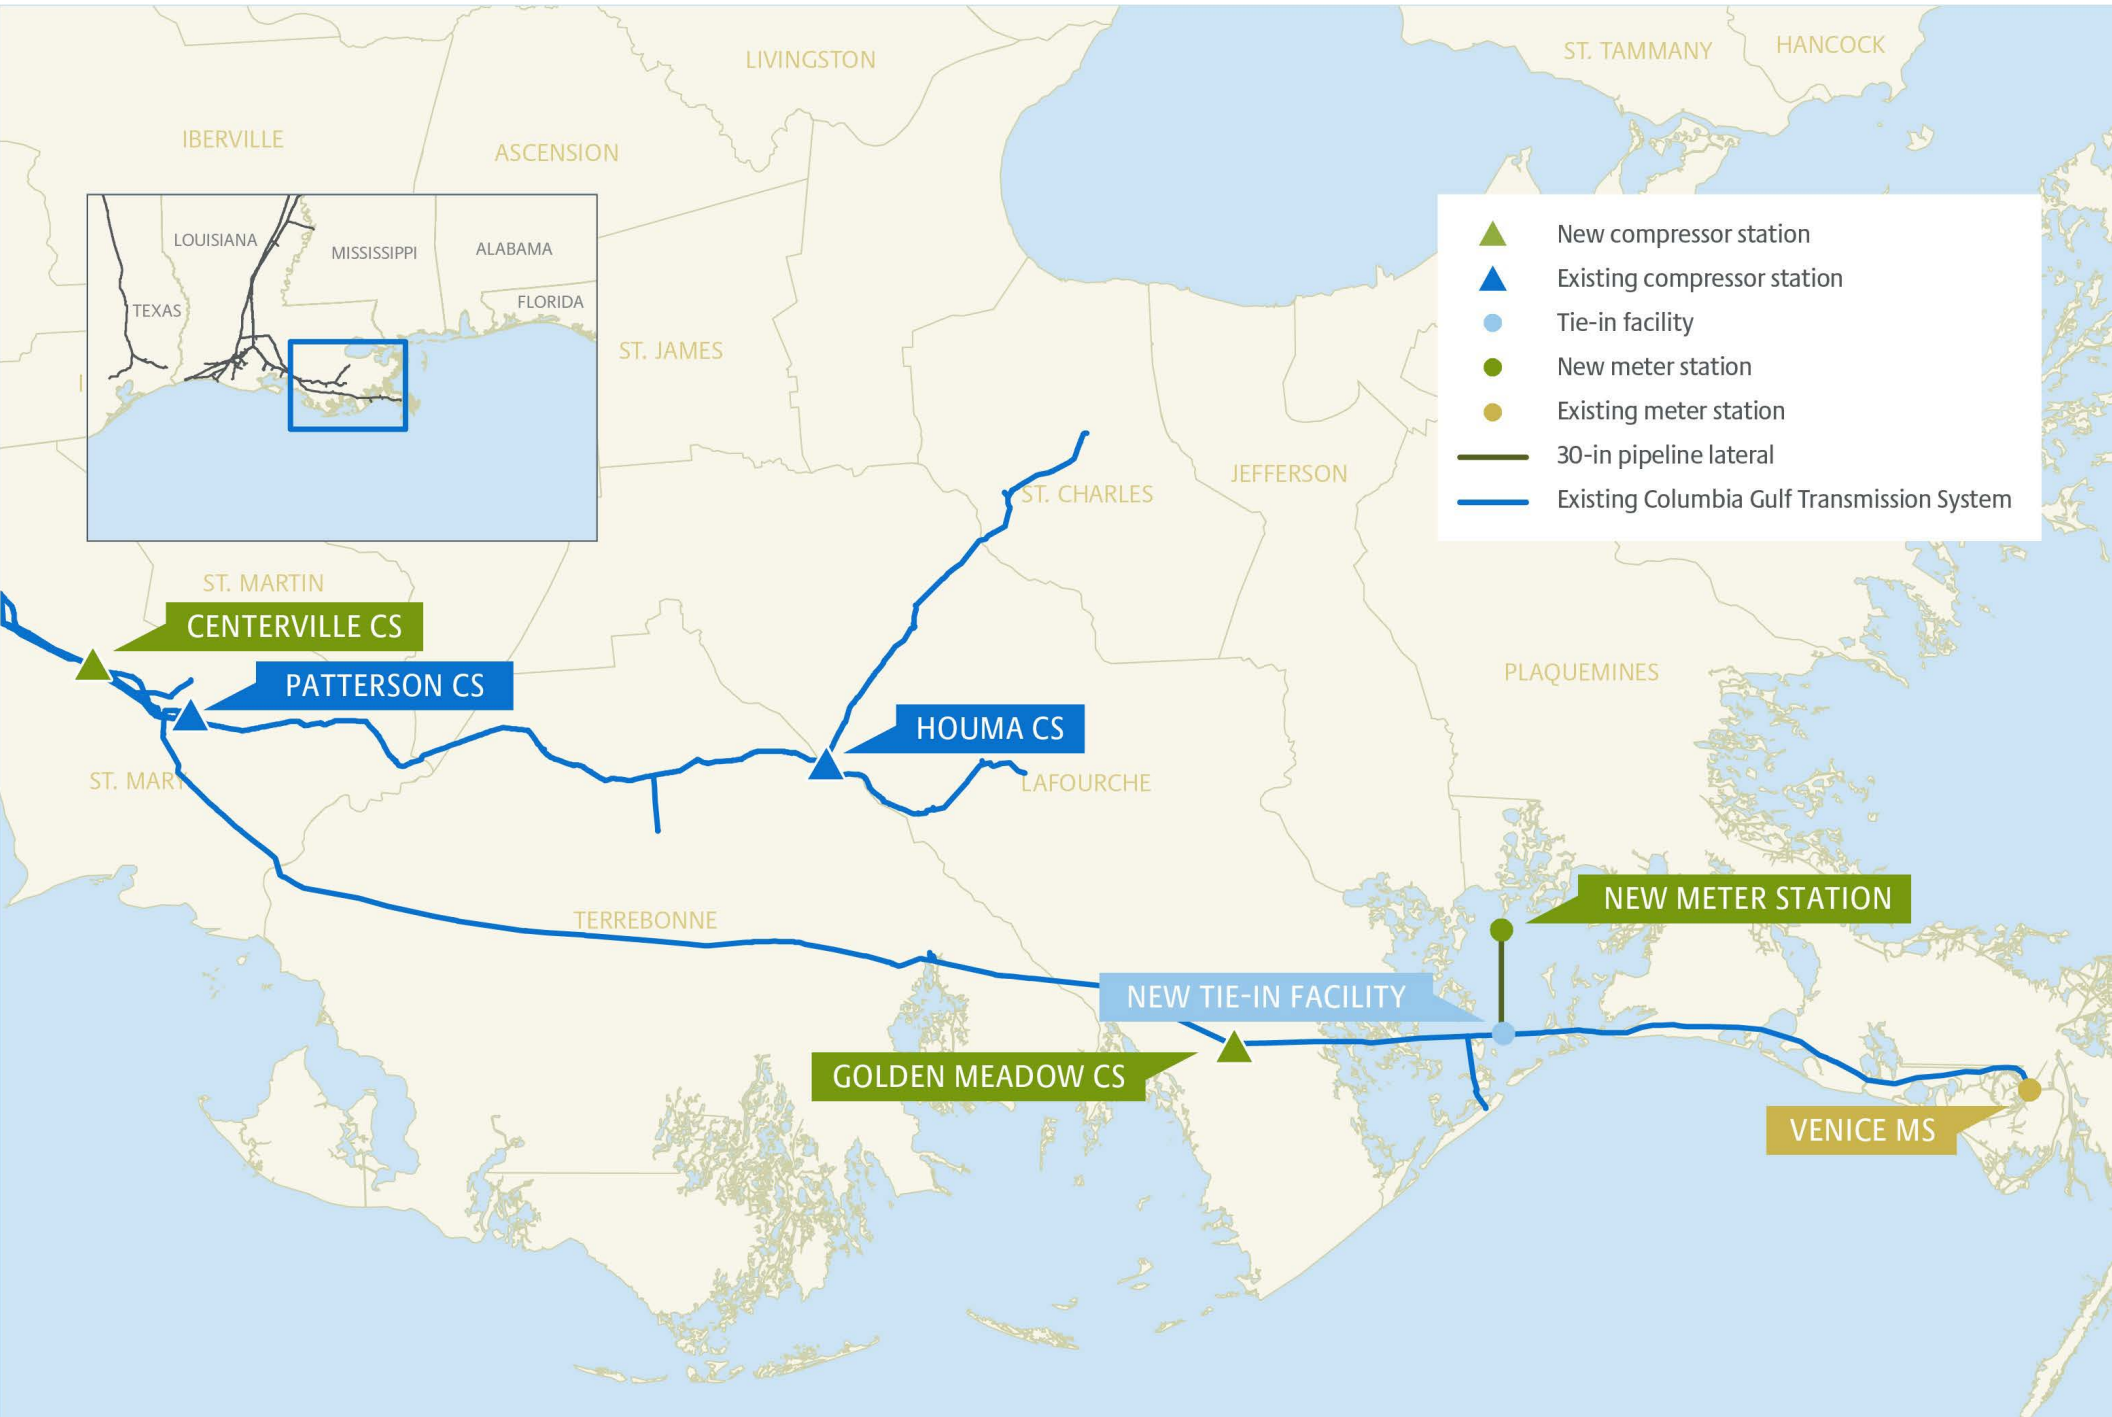 LIVINGSTON
ST. TAMMANY
HANCOCK
IBERVILLE
ASCENSION
LOUISIANA
MISSISSIPPI
ALABAMA
TEXAS
FLORIDA
New compressor station
Existing compressor station
Tie-in facility
New meter station
Existing meter station
30-in pipeline lateral
Existing Columbia Gulf Transmission System
ST. JAMES
I
JEFFERSON
ST. CHARLES
ST. MARTIN
CENTERVILLE CS
PATTERSON CS
PLAQUEMINES
HOUMA CS
ST. MARY
LAFOURCHE
NEW METER STATION
TERREBONNE
NEW TIE-IN FACILITY
GOLDEN MEADOW CS
VENICE MS